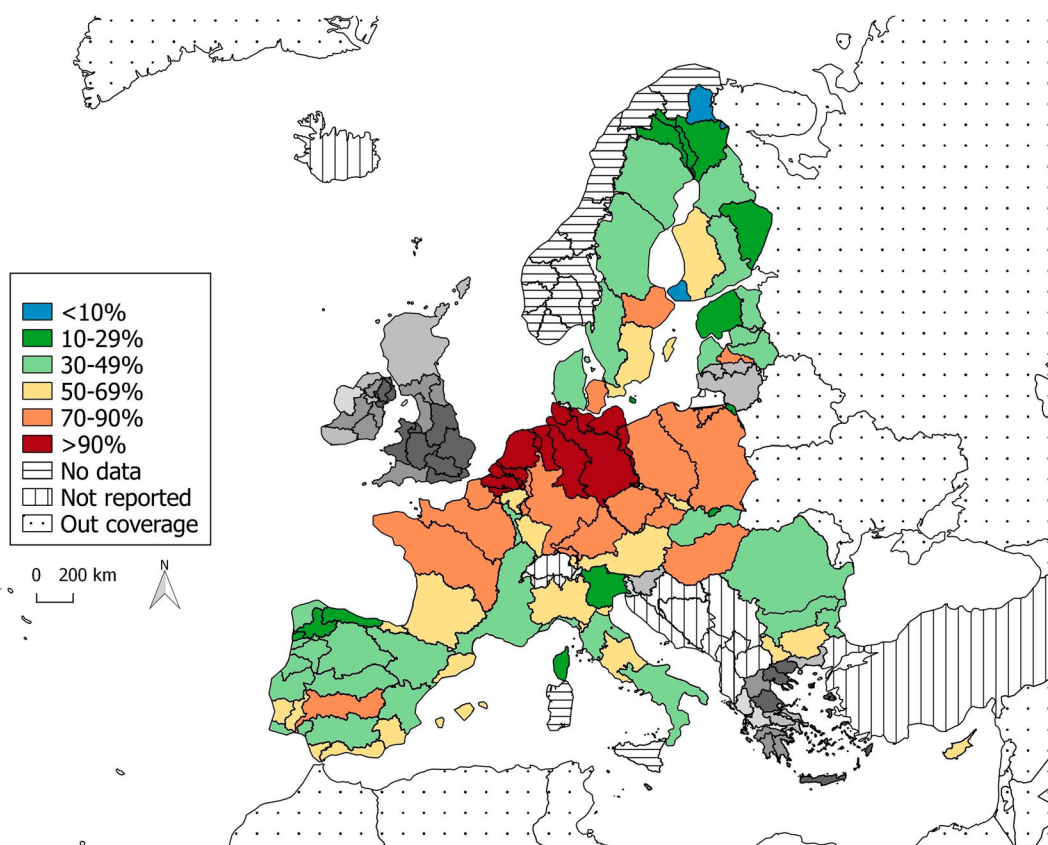 <10%
10-29%
30-49%
50-69%
70-90%
>90%
No data
Not reported
Out coverage
0 200 km
N